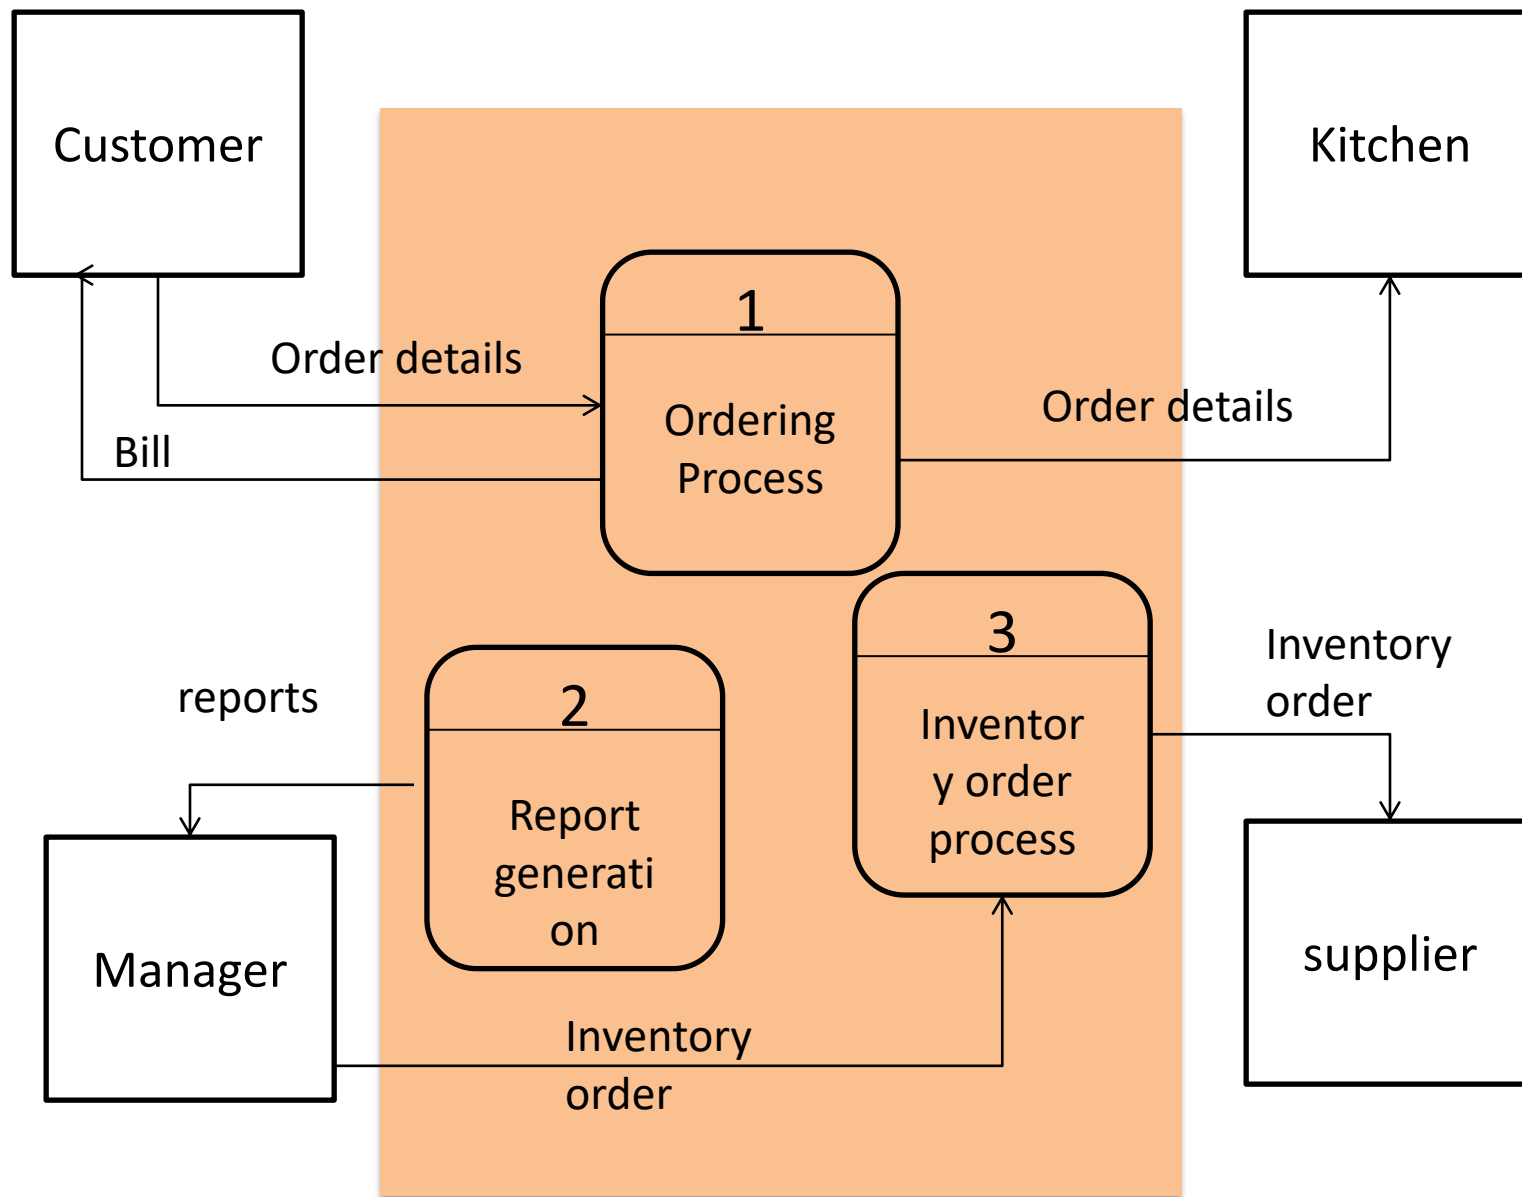 Customer
Kitchen
1
Order details
Ordering
Process
Order details
Bill
3
Inventory
order
reports
2
Inventor
y order
process
Report
generati
on
Manager
supplier
Inventory
order